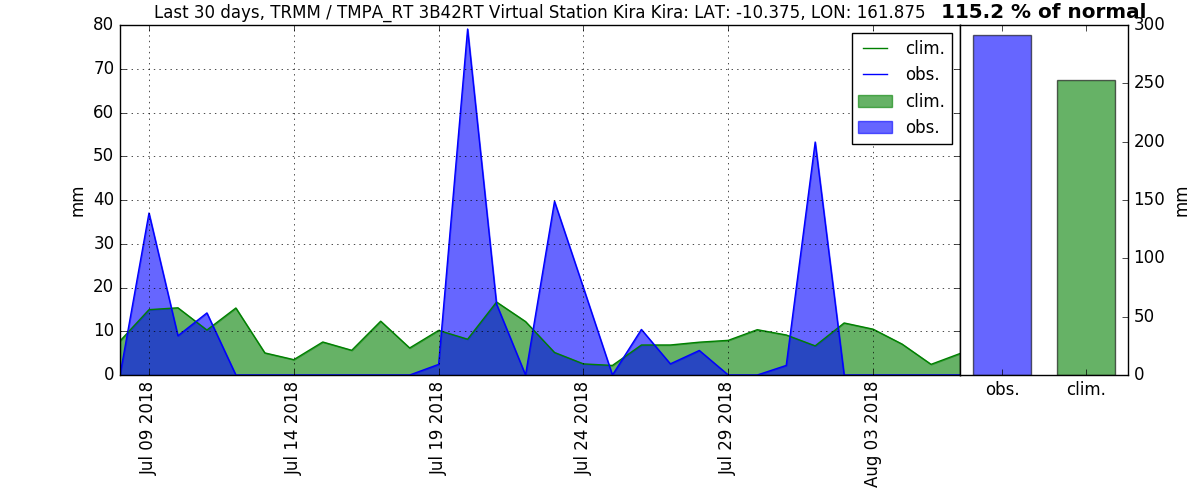 Last 30 days, TRMM / TMPA_RT 3B42RT Virtual Station Kira Kira: LAT: -10.375, LON: 161.875
115.2 % of normal
80
70
60
50
40
30
20
10
0
mm
clim.
obs.
clim.
obs.
300
250
200
150
100
50
0
mm
obs.
clim.
Jul 09 2018
Jul 14 2018
Jul 19 2018
Jul 24 2018
Jul 29 2018
Aug 03 2018